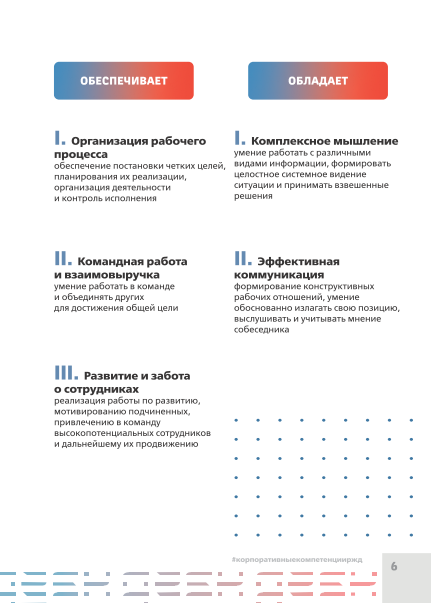 ОБЕСПЕЧИВАЕТ
I. Организация рабочего
процесса
обеспечение постановки четких целей,
планирования их реализации,
организация деятельности
и контроль исполнения
II. Командная работа
и взаимовыручка
умение работать в команде
и объединять других
для достижения общей цели
III. Развитие и забота
о сотрудниках
реализация работы по развитию,
мотивированию подчиненных,
привлечению в команду
высокопотенциальных сотрудников
и дальнейшему их продвижению
ОБЛАДАЕТ
I. Комплексное мышление
умение работать с различными
видами информации, формировать
целостное системное видение
ситуации и принимать взвешенные
решения
II. Эффективная
коммуникация
формирование конструктивных
рабочих отношений, умение
обоснованно излагать свою позицию,
выслушивать и учитывать мнение
собеседника
#корпоративныекомпетенцииржд
6